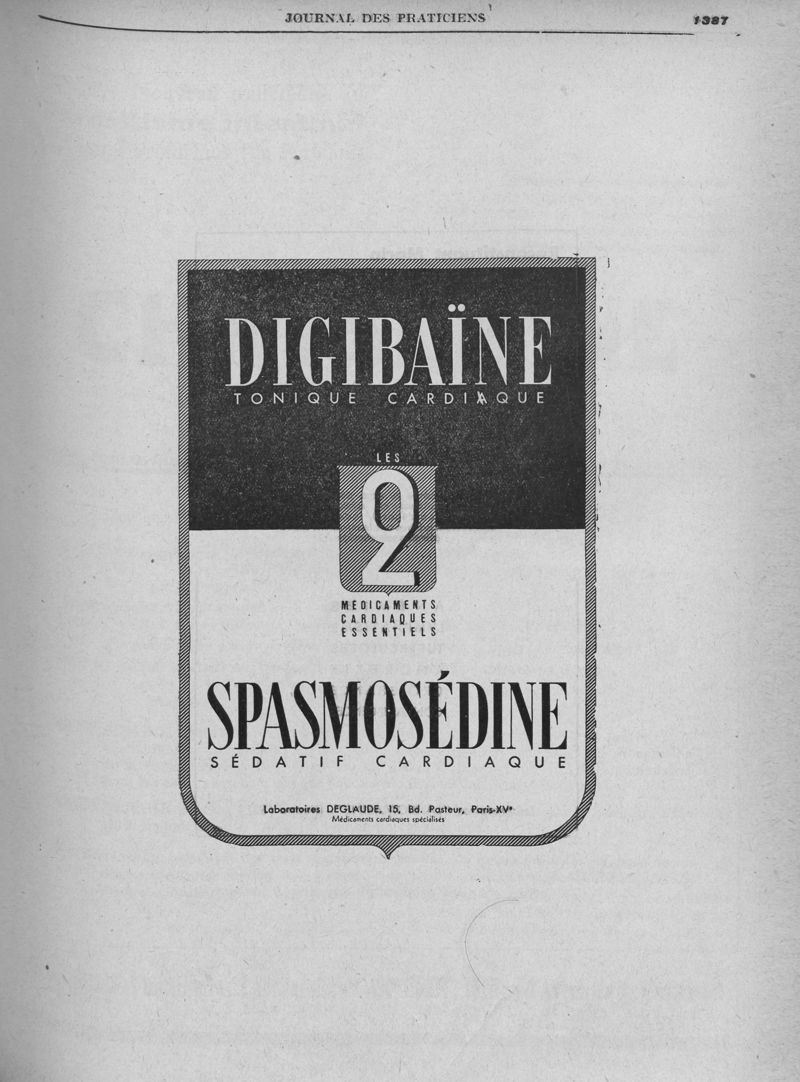 JOURNAL DES PRATICIENS 1387
DIGIBAÏNE
TONIQUE CARDIAQUE
LES
2
MÉDICAMENTS
CARDIAQUES
ESSENTIELS
SPASMOSÉDINE
SÉDATIF CARDIAQUE
Laboratoires DEGLAUDE, 15, Bd. Pasteur, Paris-XVᵉ
Médicaments cardiaques spécialisés